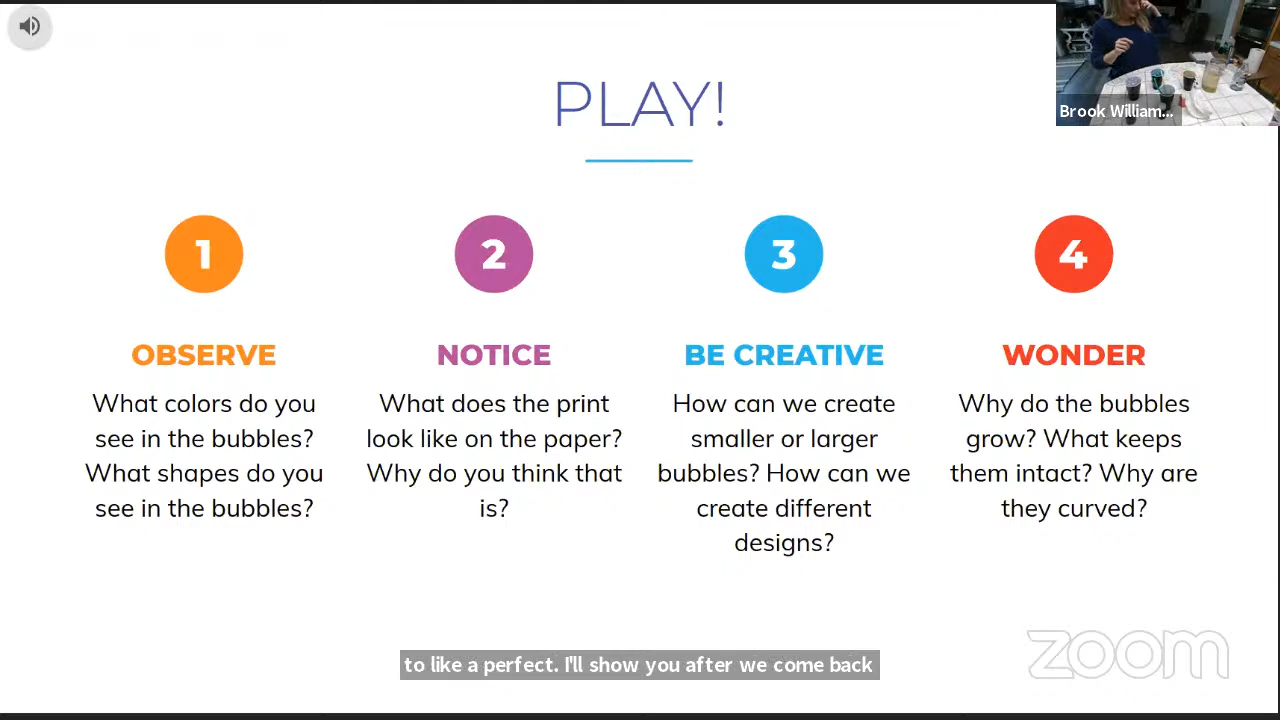 PLAY!
Brook William...
1
2
3
4
OBSERVE
What colors do you
see in the bubbles?
What shapes do you
see in the bubbles?
NOTICE
What does the print
look like on the paper?
Why do you think that
is?
BE CREATIVE
How can we create
smaller or larger
bubbles? How can we
create different
designs?
WONDER
Why do the bubbles
grow? What keeps
them intact? Why are
they curved?
to like a perfect. I'll show you after we come back
zoom